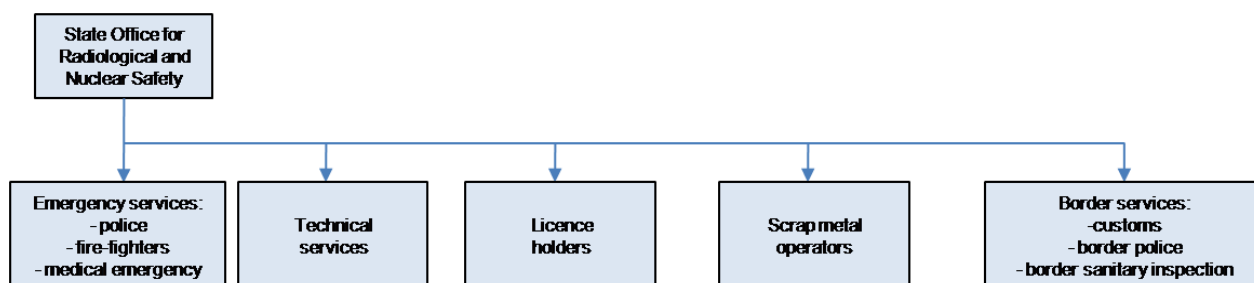 State Office for
Radiological and
Nuclear Safety
Emergency services:
- police
- fire-fighters
- medical emergency
Technical
services
Licence
holders
Scrap metal
operators
Border services:
-customs
- border police
- border sanitary inspection